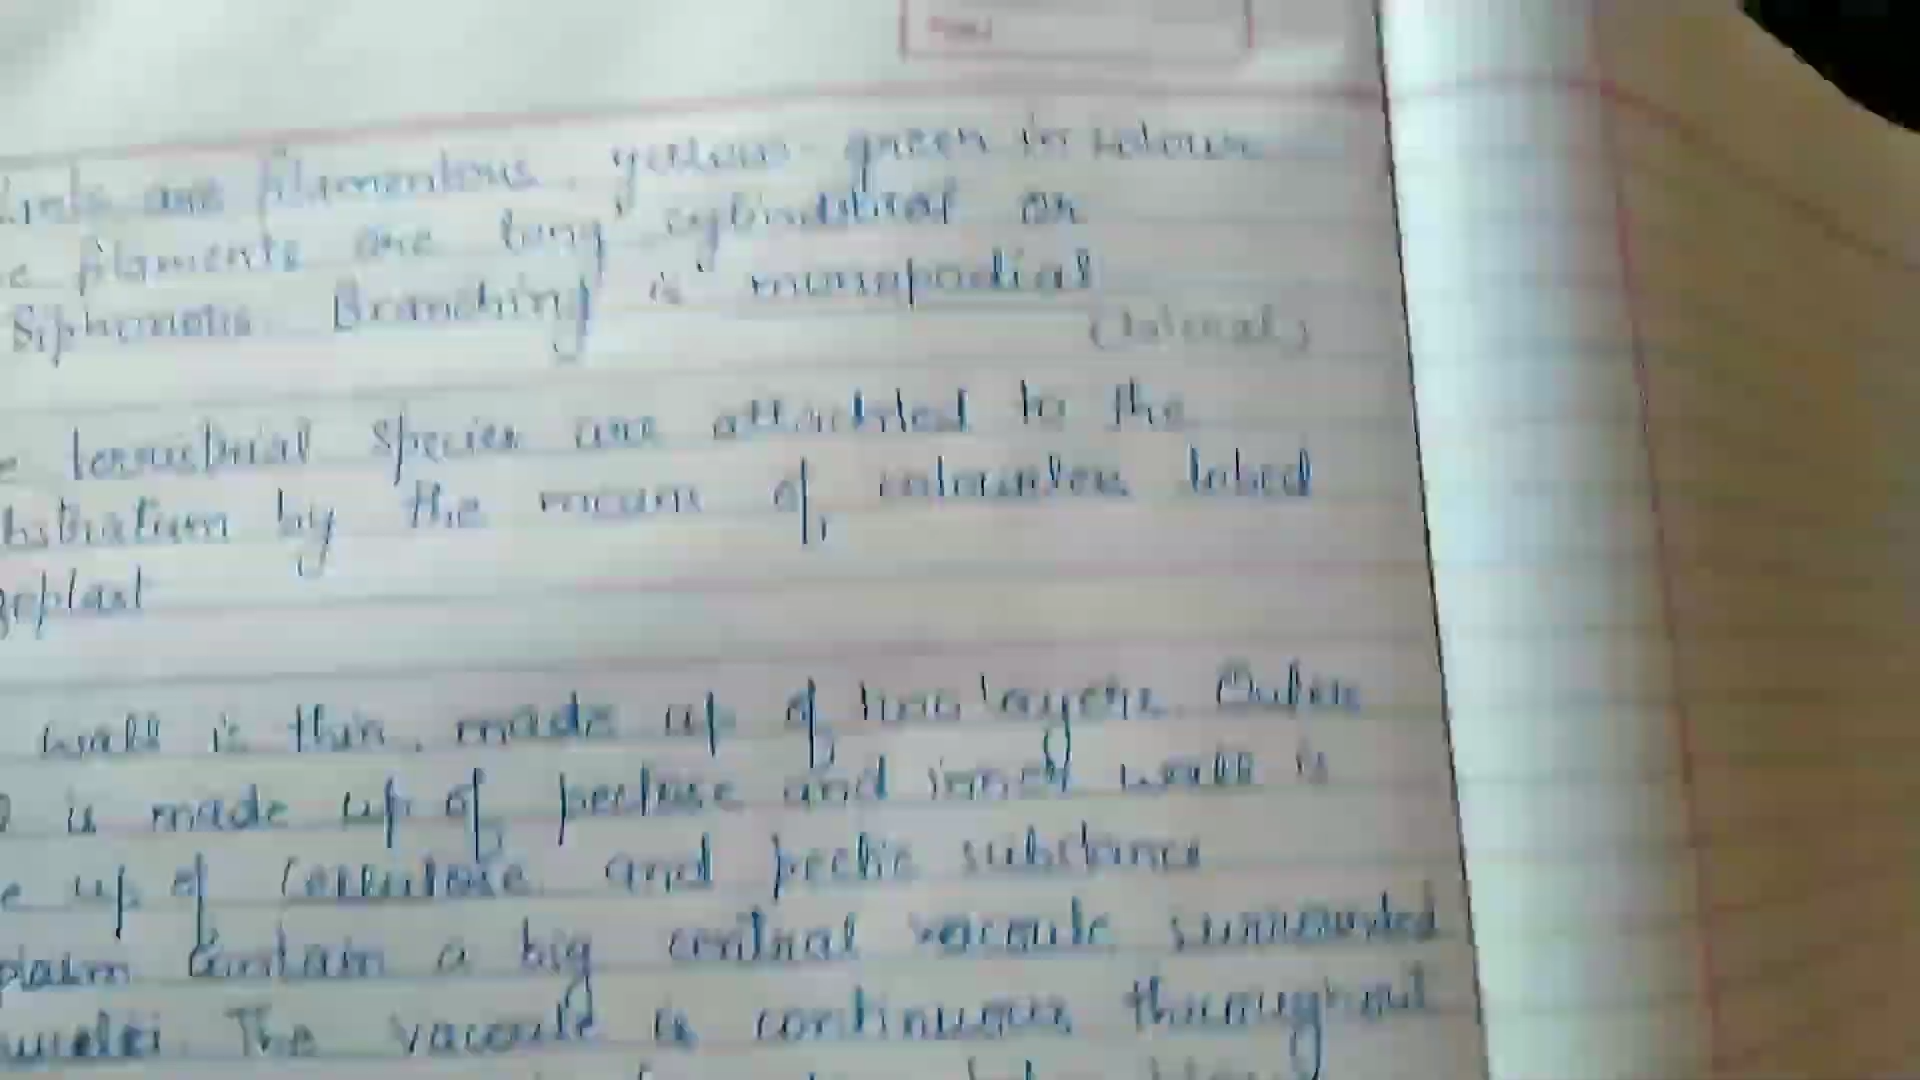 are filamentous, yellow-green in colour
filaments are long cylindrical or
Siphonous. Branching is monopodial
(lateral)
terrestrial species are attached to the
by the means of, colourless lobed
wall is thin, made up of two layers. Outer
is made up of, pectose and inner wall is
up of cellulose and pectic substance
contain a big central vacoule surrounded
The vacoule is continuous throughout